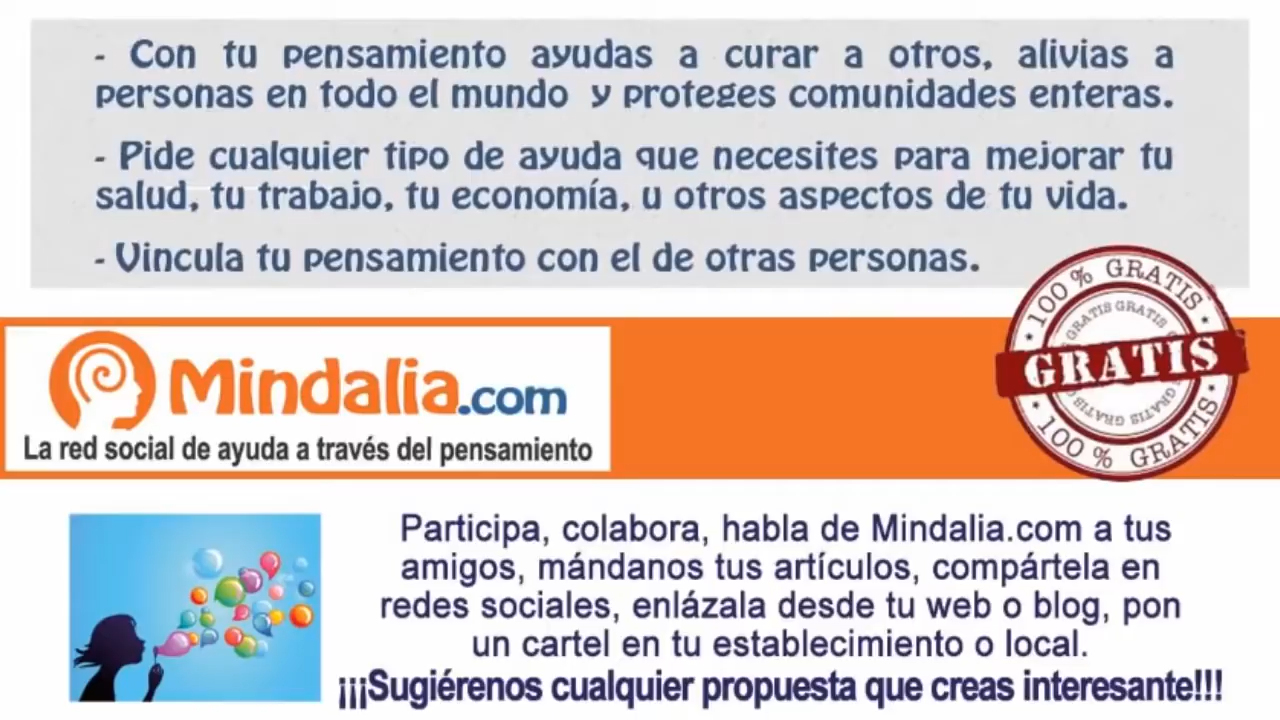 - Con tu pensamiento ayudas a curar a otros, alivias a
personas en todo el mundo y proteges comunidades enteras.
- Pide cualquier tipo de ayuda que necesites para mejorar tu
salud, tu trabajo, tu economía, u otros aspectos de tu vida.
- Vincula tu pensamiento con el de otras personas.
100 % GRATIS
GRATIS GRATIS
GRATIS
GRATIS GRATIS GRATIS
100 % GRATIS
Mindalia.com
La red social de ayuda a través del pensamiento
Participa, colabora, habla de Mindalia.com a tus
amigos, mándanos tus artículos, compártela en
redes sociales, enlázala desde tu web o blog, pon
un cartel en tu establecimiento o local.
¡¡¡Sugiérenos cualquier propuesta que creas interesante!!!